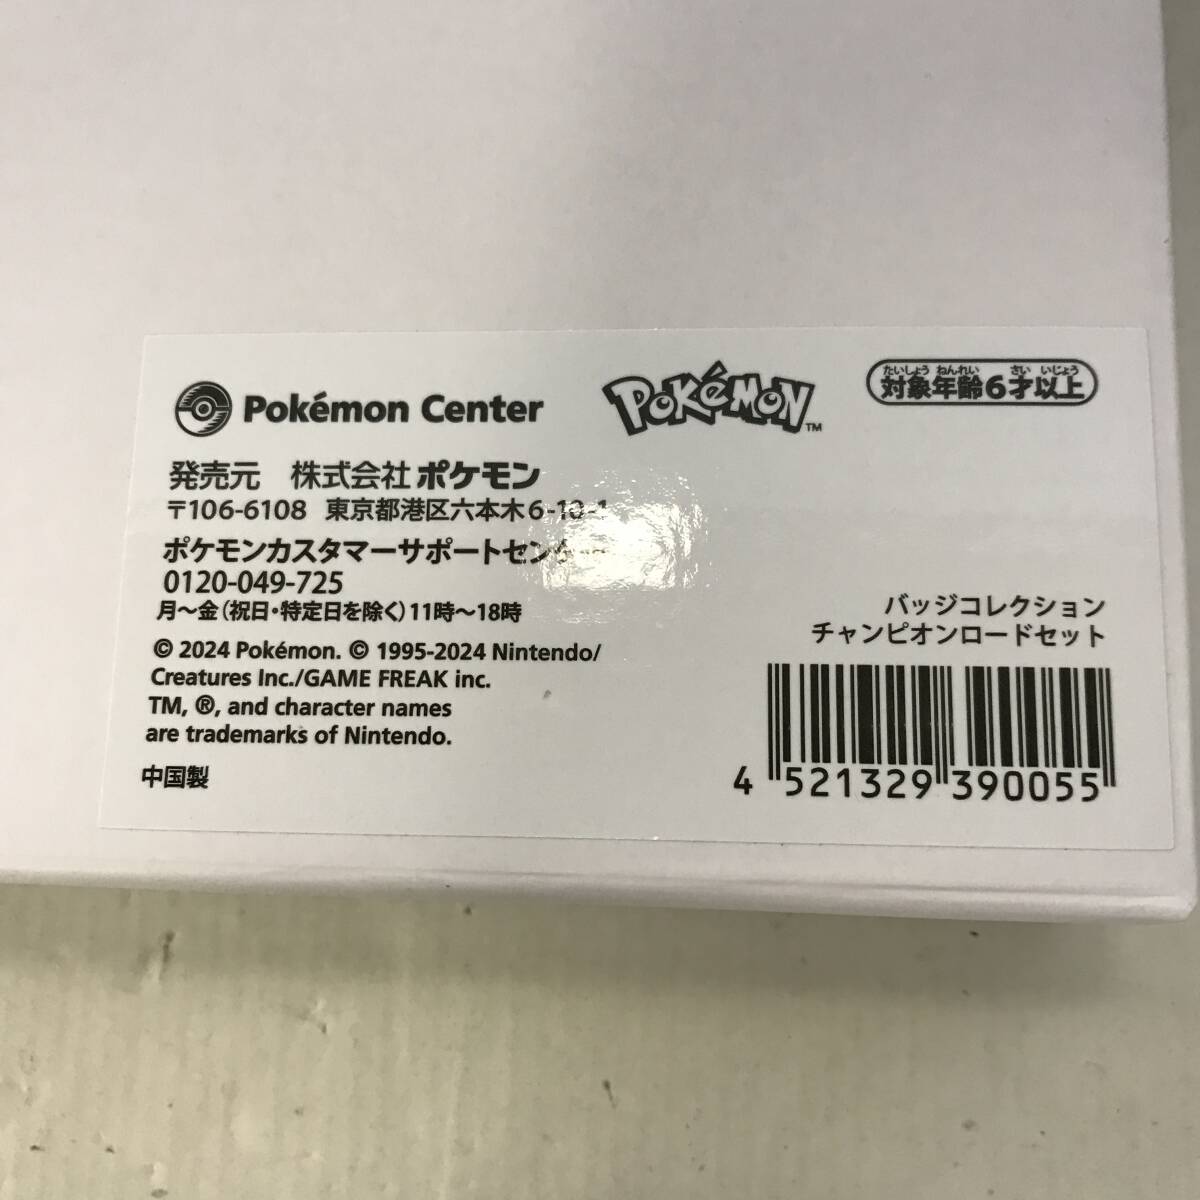 Pokémon Center
POKéMON
TM
たいしょう ねんれい さい いじょう
対象年齢6才以上
発売元 株式会社 ポケモン
〒106-6108 東京都港区六本木6-10-1
ポケモンカスタマーサポートセンター
0120-049-725
月〜金(祝日・特定日を除く)11時〜18時
© 2024 Pokémon. © 1995-2024 Nintendo/
Creatures Inc./GAME FREAK inc.
TM, ®, and character names
are trademarks of Nintendo.
中国製
バッジコレクション
チャンピオンロードセット
4 521329 390055